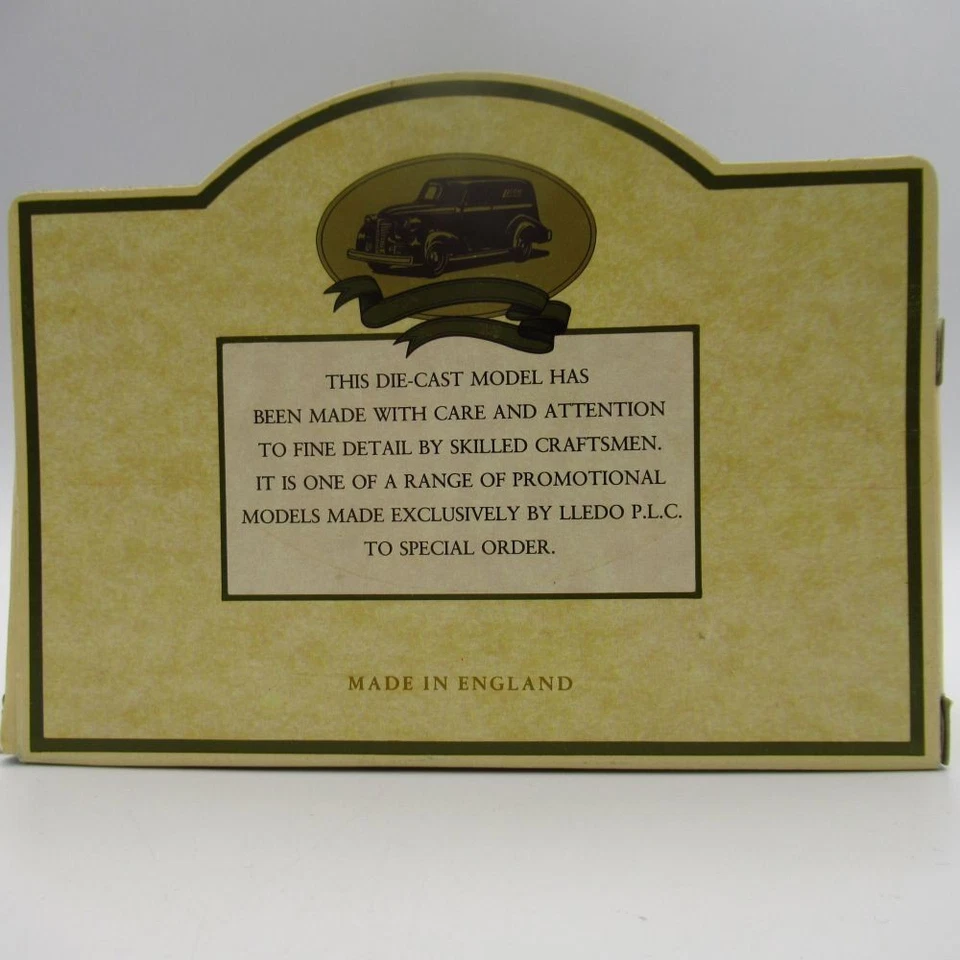 THIS DIE-CAST MODEL HAS
BEEN MADE WITH CARE AND ATTENTION
TO FINE DETAIL BY SKILLED CRAFTSMEN.
IT IS ONE OF A RANGE OF PROMOTIONAL
MODELS MADE EXCLUSIVELY BY LLEDO P.L.C.
TO SPECIAL ORDER.
MADE IN ENGLAND